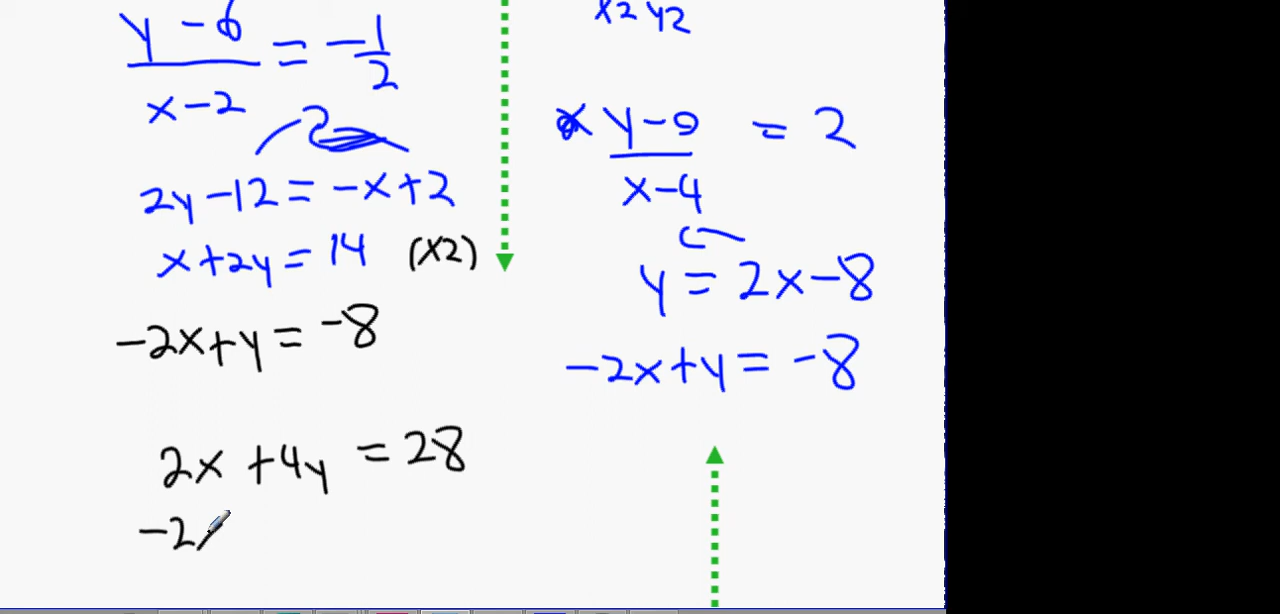 y - 6 = - 1
x - 2 2
2
2y - 12 = -x + 2
x + 2y = 14 (x2)
-2x + y = -8
2x + 4y = 28
-2
x2 y2
y - 0 = 2
x - 4
y = 2x - 8
-2x + y = -8